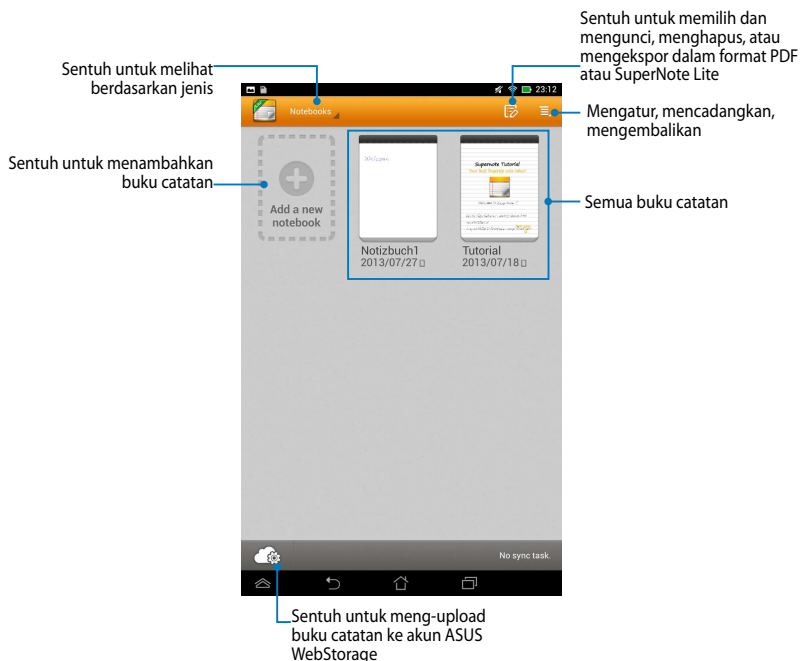 Sentuh untuk memilih dan
mengunci, menghapus, atau
mengekspor dalam format PDF
atau SuperNote Lite
Sentuh untuk melihat
berdasarkan jenis
23:12
Notebooks
Mengatur, mencadangkan,
mengembalikan
Sentuh untuk menambahkan
buku catatan
Welcome
Supernote Tutorial
Semua buku catatan
Add a new
notebook
Notizbuch1
2013/07/27
Tutorial
2013/07/18
No sync task.
Sentuh untuk meng-upload
buku catatan ke akun ASUS
WebStorage